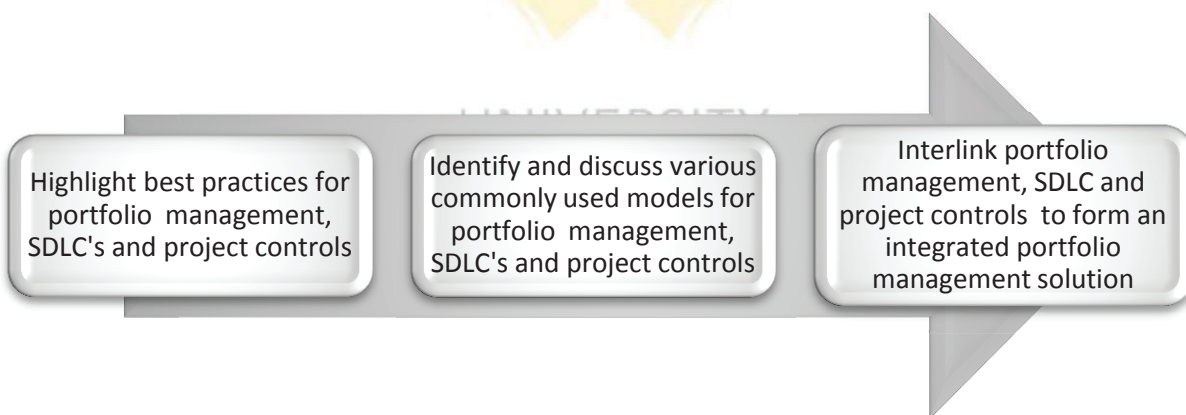 UNIVERSITY
Highlight best practices for
portfolio management,
SDLC's and project controls
Identify and discuss various
commonly used models for
portfolio management,
SDLC's and project controls
Interlink portfolio
management, SDLC and
project controls to form an
integrated portfolio
management solution